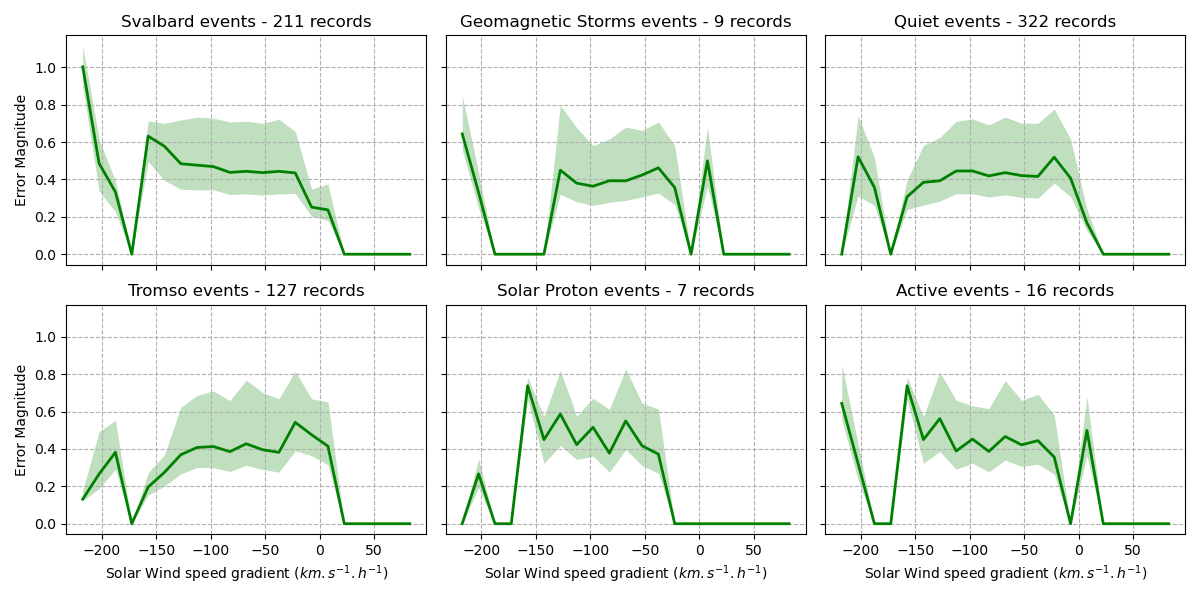 Svalbard events - 211 records
Geomagnetic Storms events - 9 records
Quiet events - 322 records
1.0
0.8
0.6
0.4
0.2
0.0
Error Magnitude
Tromso events - 127 records
Solar Proton events - 7 records
Active events - 16 records
1.0
0.8
0.6
0.4
0.2
0.0
Error Magnitude
−200 −150 −100 −50 0 50
−200 −150 −100 −50 0 50
−200 −150 −100 −50 0 50
Solar Wind speed gradient (km.s⁻¹.h⁻¹)
Solar Wind speed gradient (km.s⁻¹.h⁻¹)
Solar Wind speed gradient (km.s⁻¹.h⁻¹)